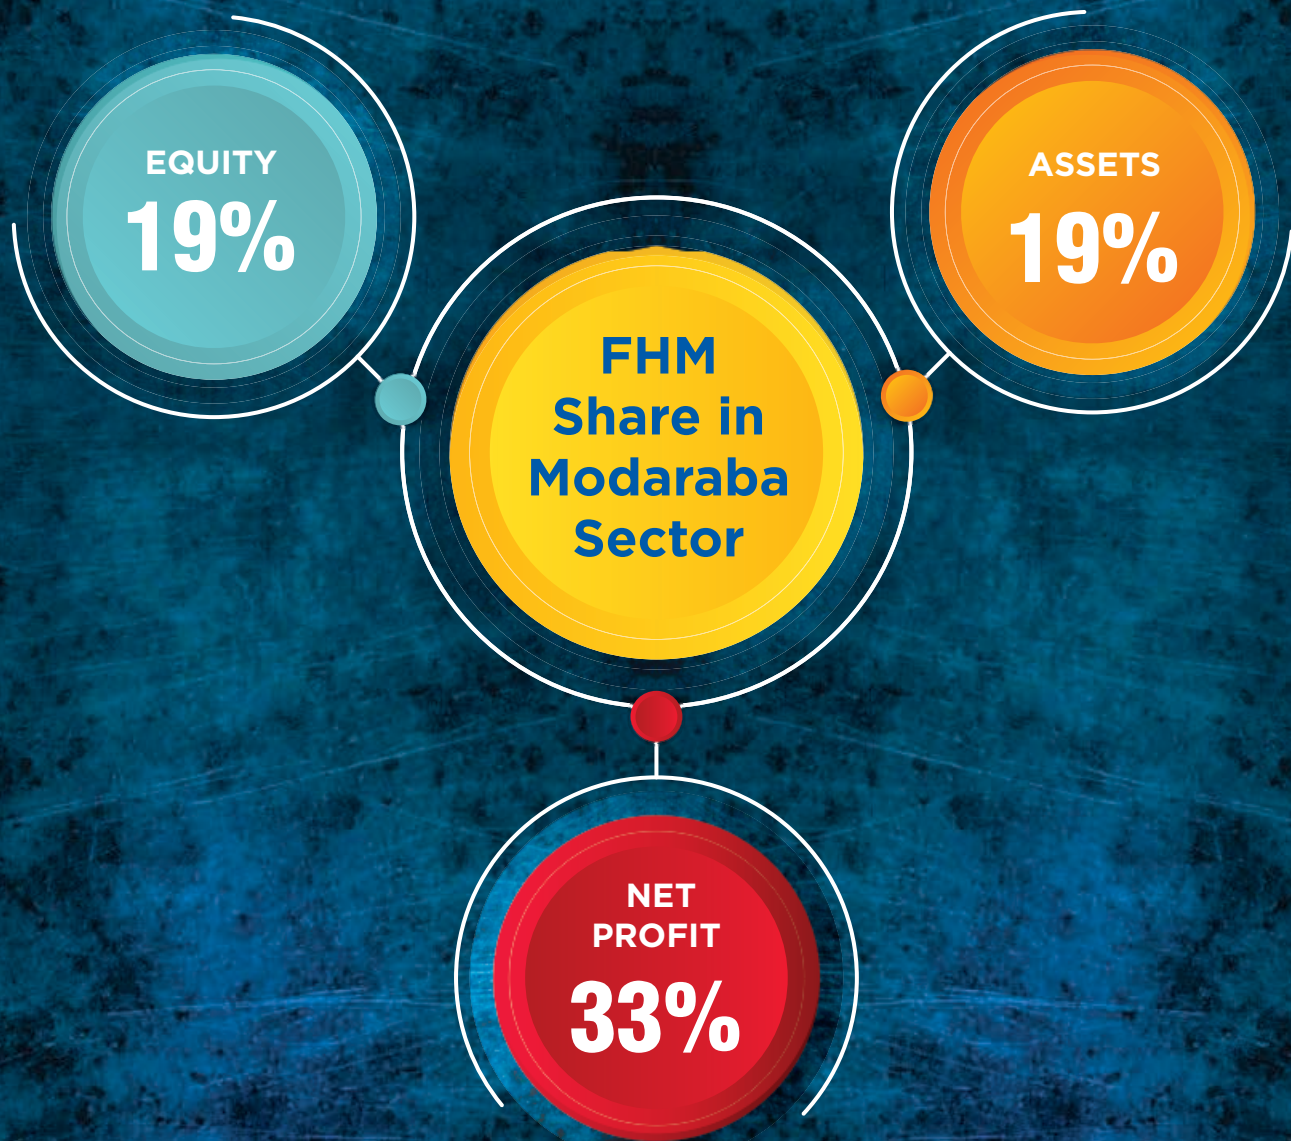 EQUITY
19%
ASSETS
19%
FHM
Share in
Modaraba
Sector
NET
PROFIT
33%